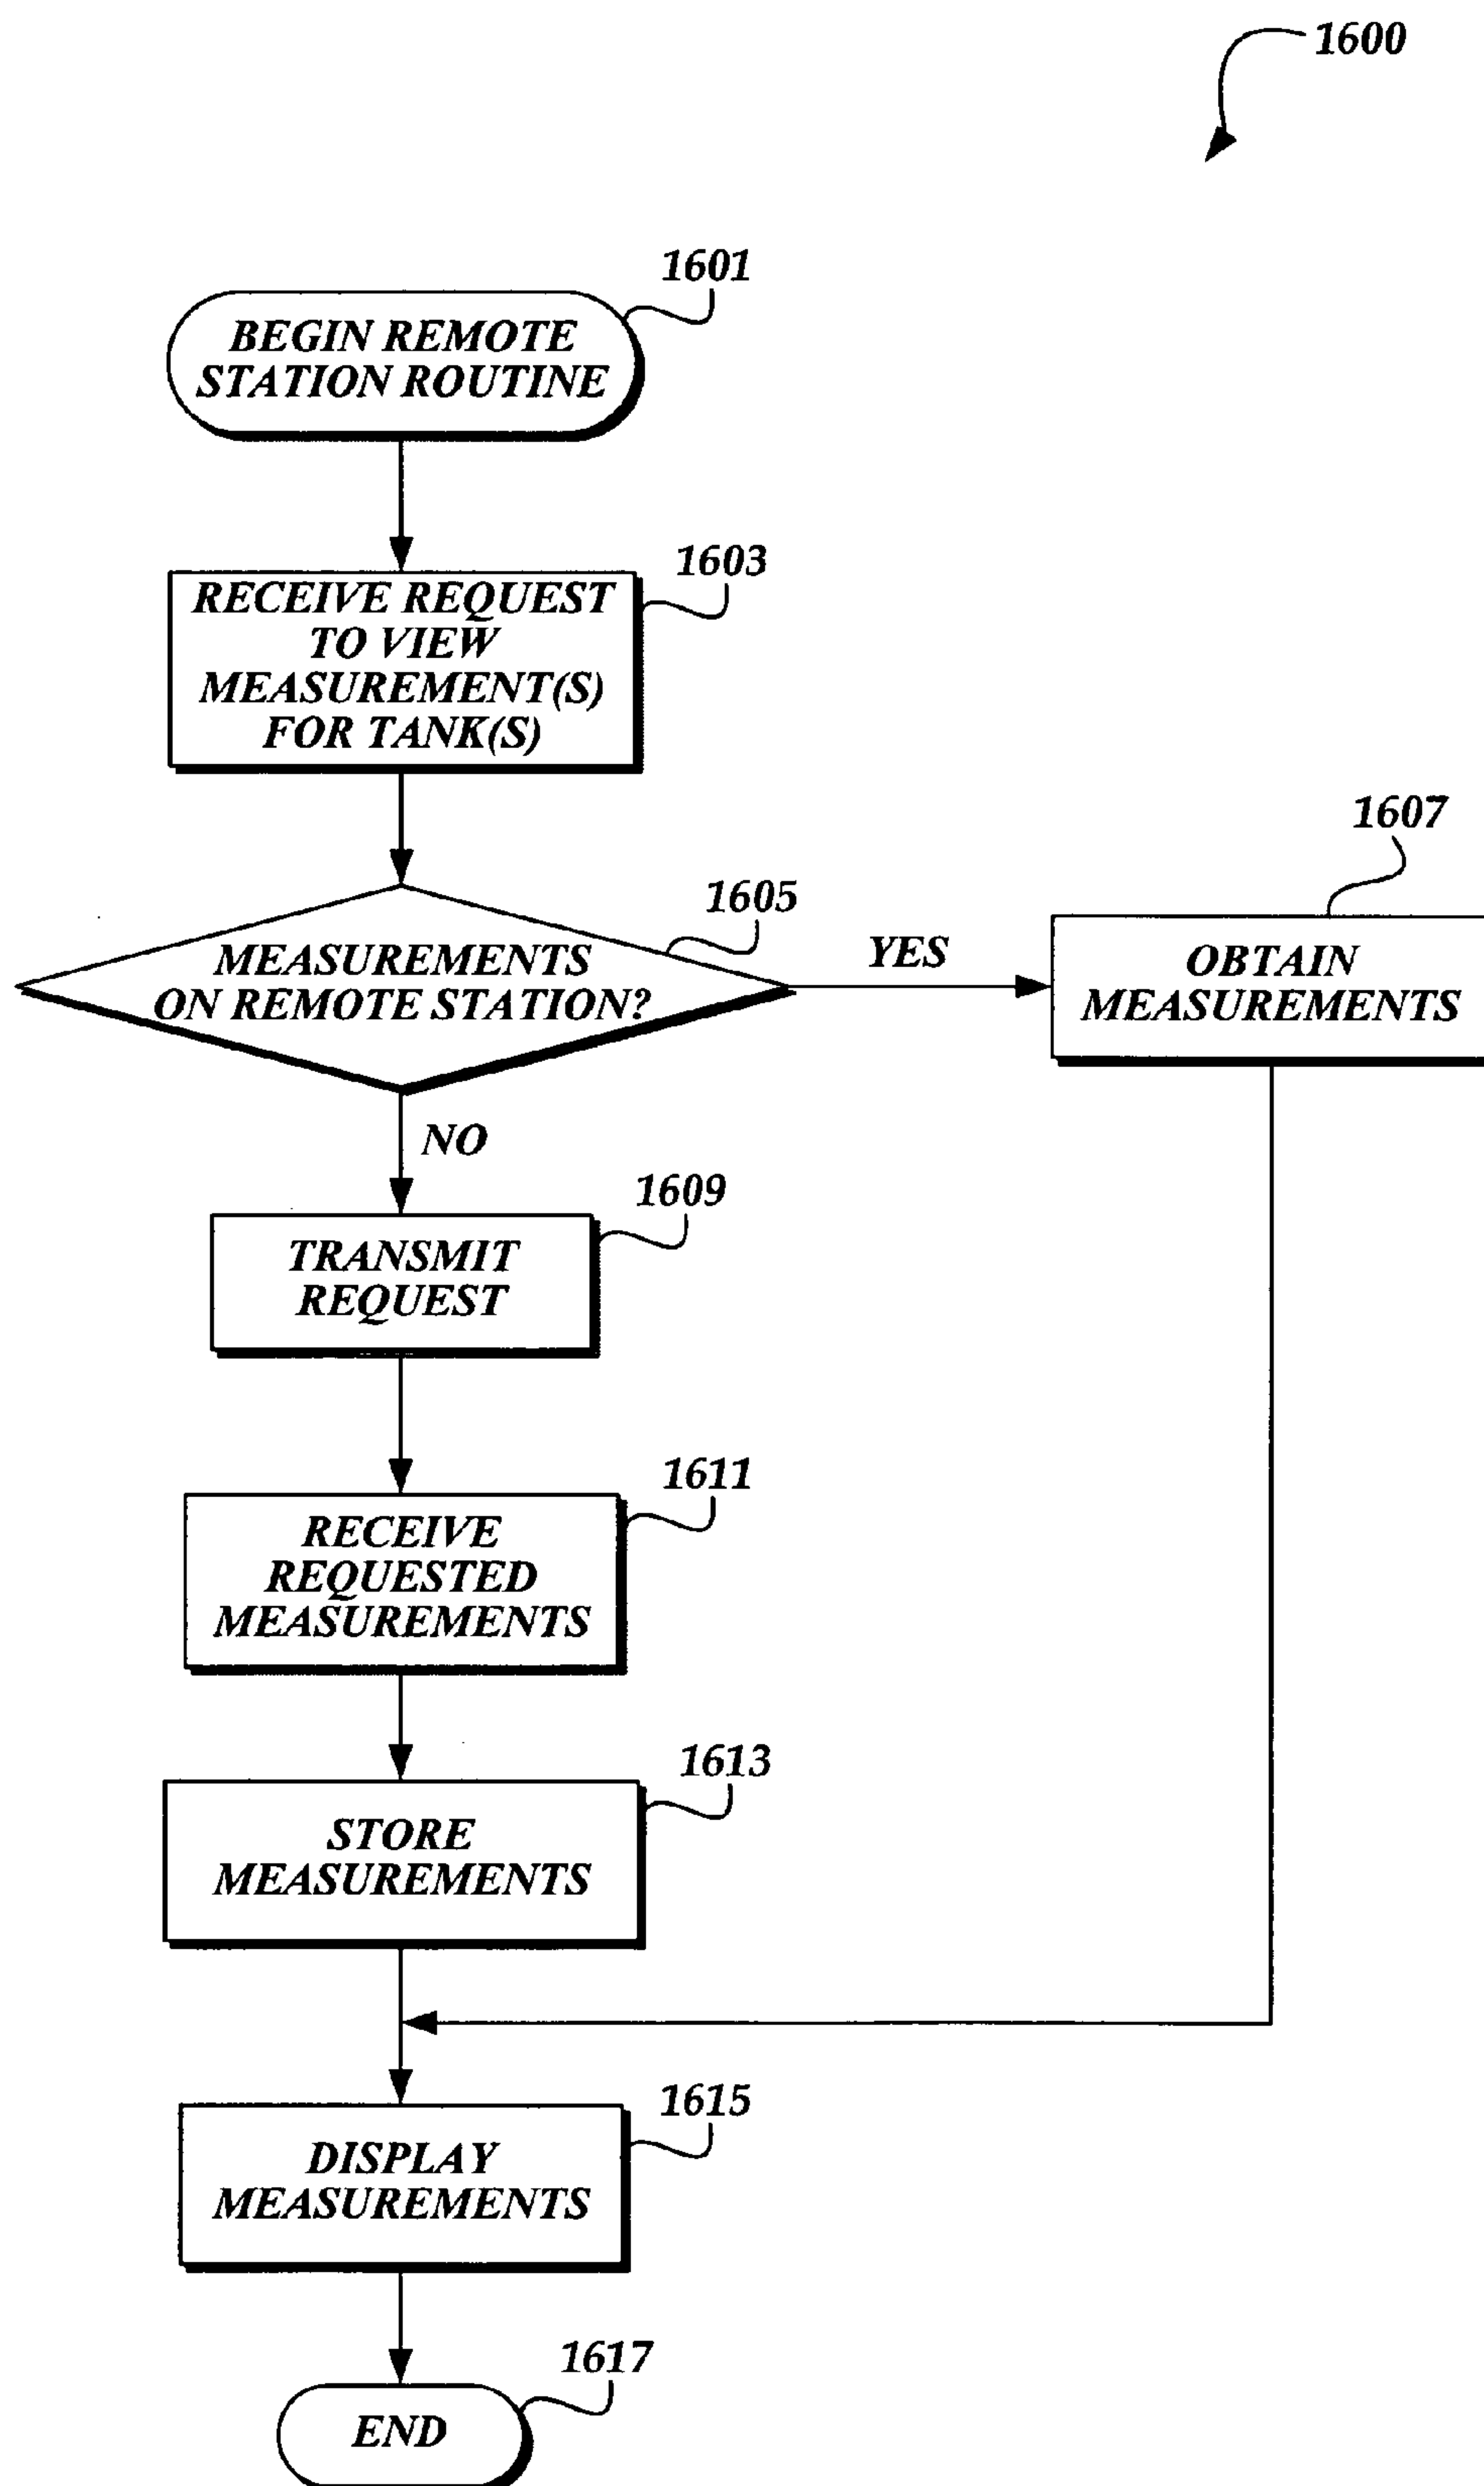 1600
1601
BEGIN REMOTE
STATION ROUTINE
1603
RECEIVE REQUEST
TO VIEW
MEASUREMENT(S)
FOR TANK(S)
1605
MEASUREMENTS
ON REMOTE STATION?
YES
1607
OBTAIN
MEASUREMENTS
NO
1609
TRANSMIT
REQUEST
1611
RECEIVE
REQUESTED
MEASUREMENTS
1613
STORE
MEASUREMENTS
1615
DISPLAY
MEASUREMENTS
1617
END